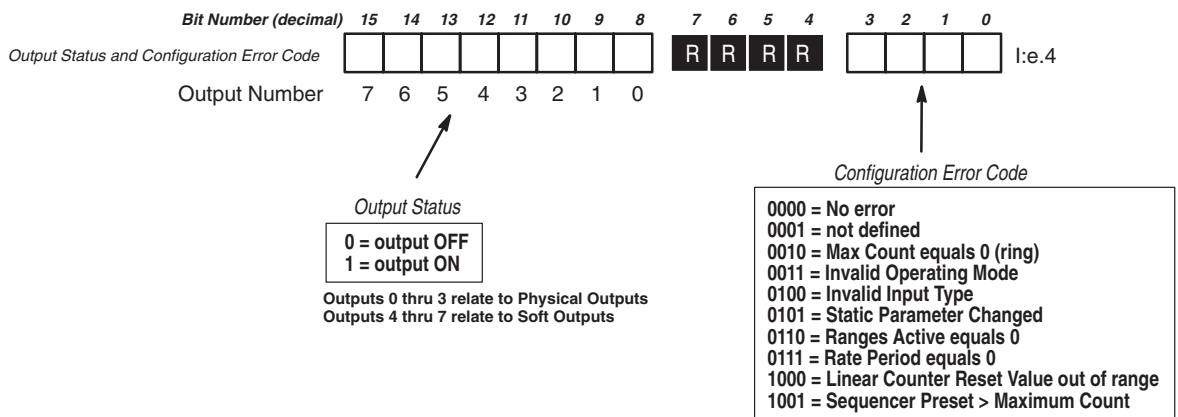 Bit Number (decimal) 15 14 13 12 11 10 9 8 7 6 5 4 3 2 1 0
Output Status and Configuration Error Code R R R R I:e.4
Output Number 7 6 5 4 3 2 1 0
Output Status
0 = output OFF
1 = output ON
Outputs 0 thru 3 relate to Physical Outputs
Outputs 4 thru 7 relate to Soft Outputs
Configuration Error Code
0000 = No error
0001 = not defined
0010 = Max Count equals 0 (ring)
0011 = Invalid Operating Mode
0100 = Invalid Input Type
0101 = Static Parameter Changed
0110 = Ranges Active equals 0
0111 = Rate Period equals 0
1000 = Linear Counter Reset Value out of range
1001 = Sequencer Preset > Maximum Count